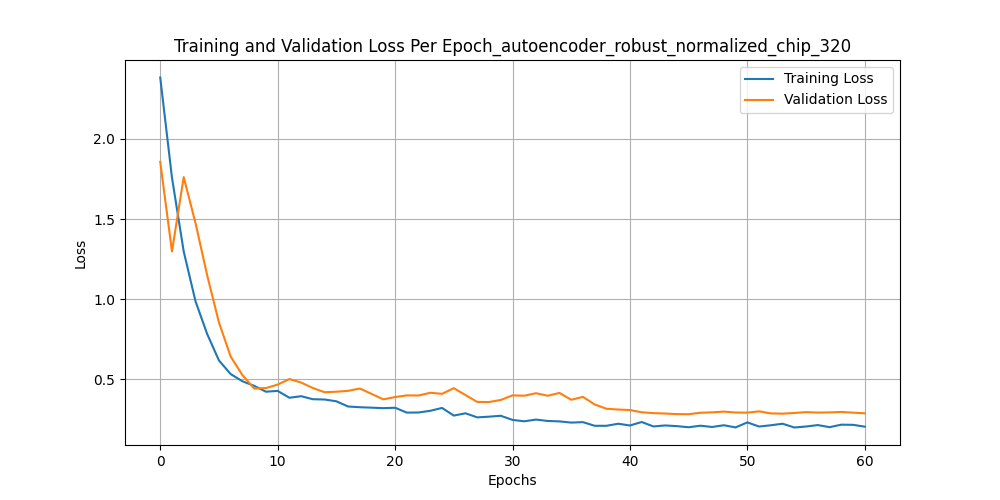 Training and Validation Loss Per Epoch_autoencoder_robust_normalized_chip_320
Training Loss
Validation Loss
2.0
1.5
1.0
0.5
Loss
0 10 20 30 40 50 60
Epochs